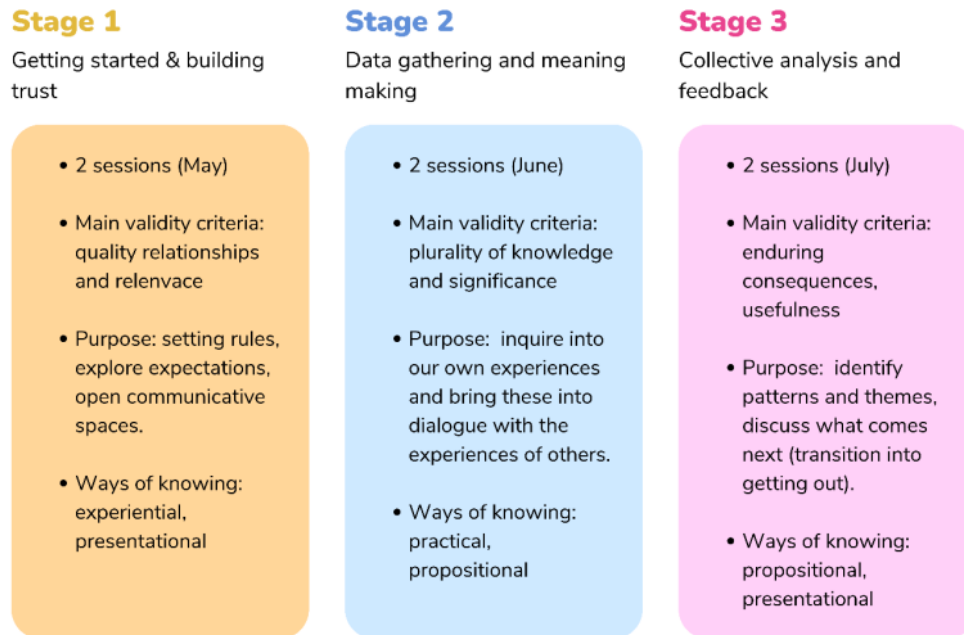 Stage 1
Getting started & building
trust
• 2 sessions (May)
• Main validity criteria:
quality relationships
and relenvace
• Purpose: setting rules,
explore expectations,
open communicative
spaces.
• Ways of knowing:
experiential,
presentational
Stage 2
Data gathering and meaning
making
• 2 sessions (June)
• Main validity criteria:
plurality of knowledge
and significance
• Purpose:  inquire into
our own experiences
and bring these into
dialogue with the
experiences of others.
• Ways of knowing:
practical,
propositional
Stage 3
Collective analysis and
feedback
• 2 sessions (July)
• Main validity criteria:
enduring
consequences,
usefulness
• Purpose:  identify
patterns and themes,
discuss what comes
next (transition into
getting out).
• Ways of knowing:
propositional,
presentational